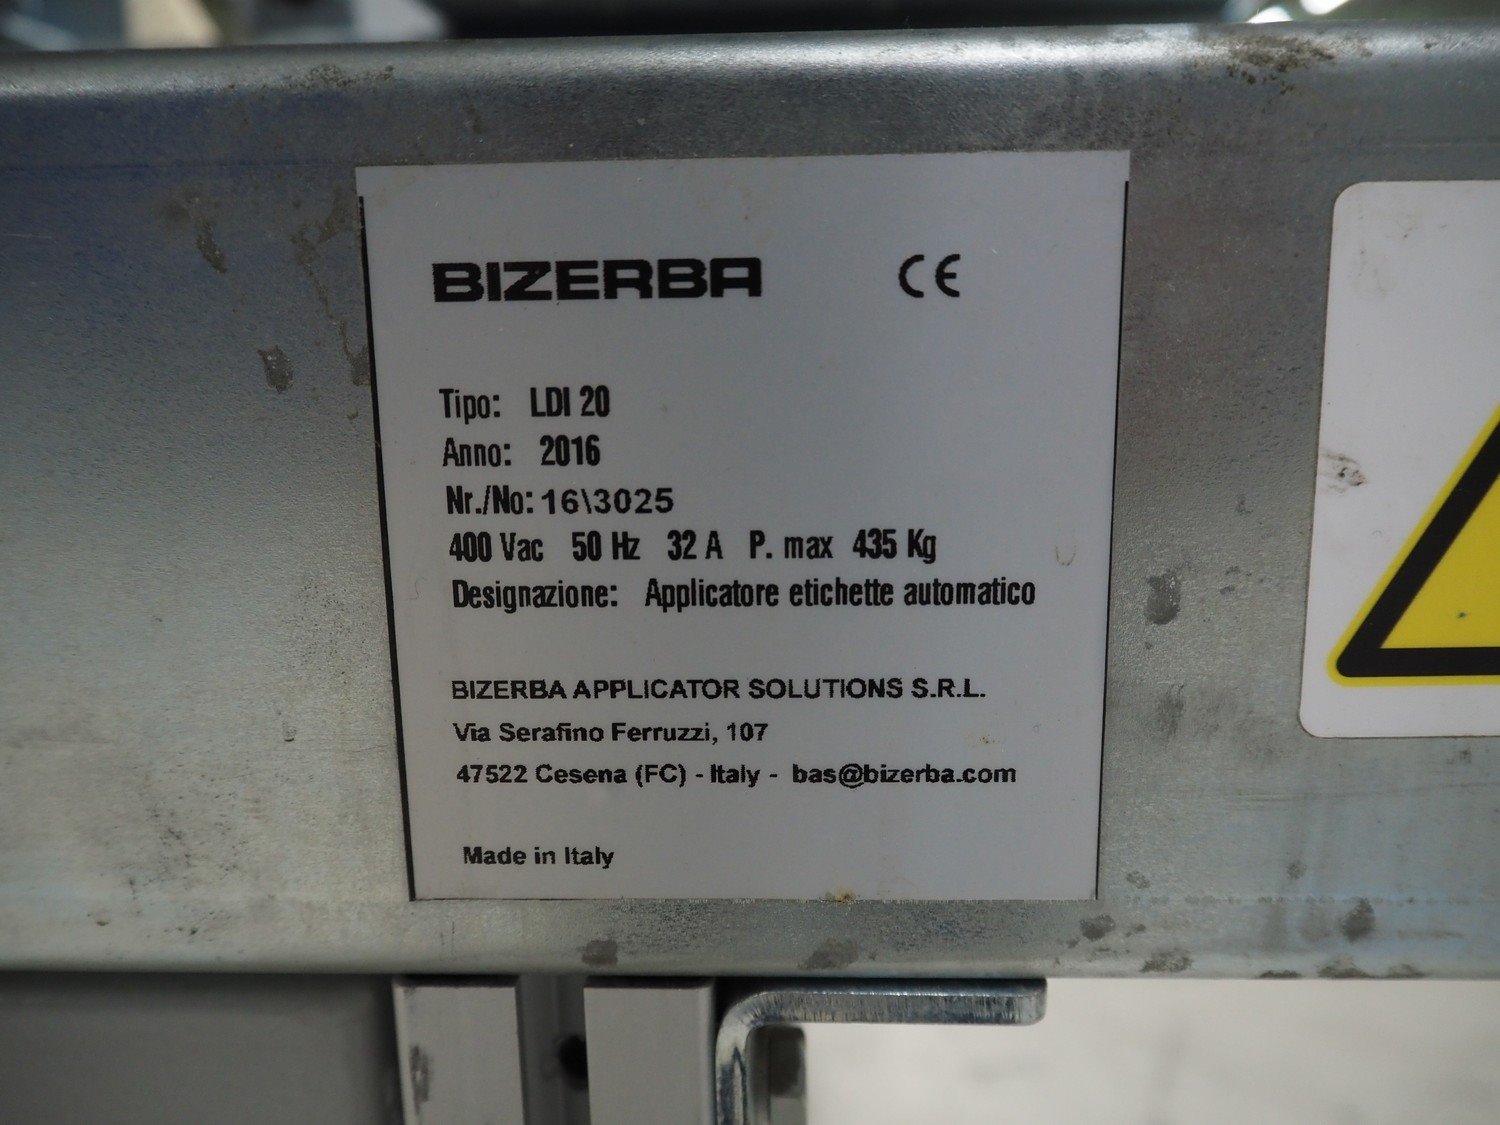 BIZERBA CE
Tipo: LDI 20
Anno: 2016
Nr./No: 16\3025
400 Vac 50 Hz 32 A P. max 435 Kg
Designazione: Applicatore etichette automatico
BIZERBA APPLICATOR SOLUTIONS S.R.L.
Via Serafino Ferruzzi, 107
47522 Cesena (FC) - Italy - bas@bizerba.com
Made in Italy